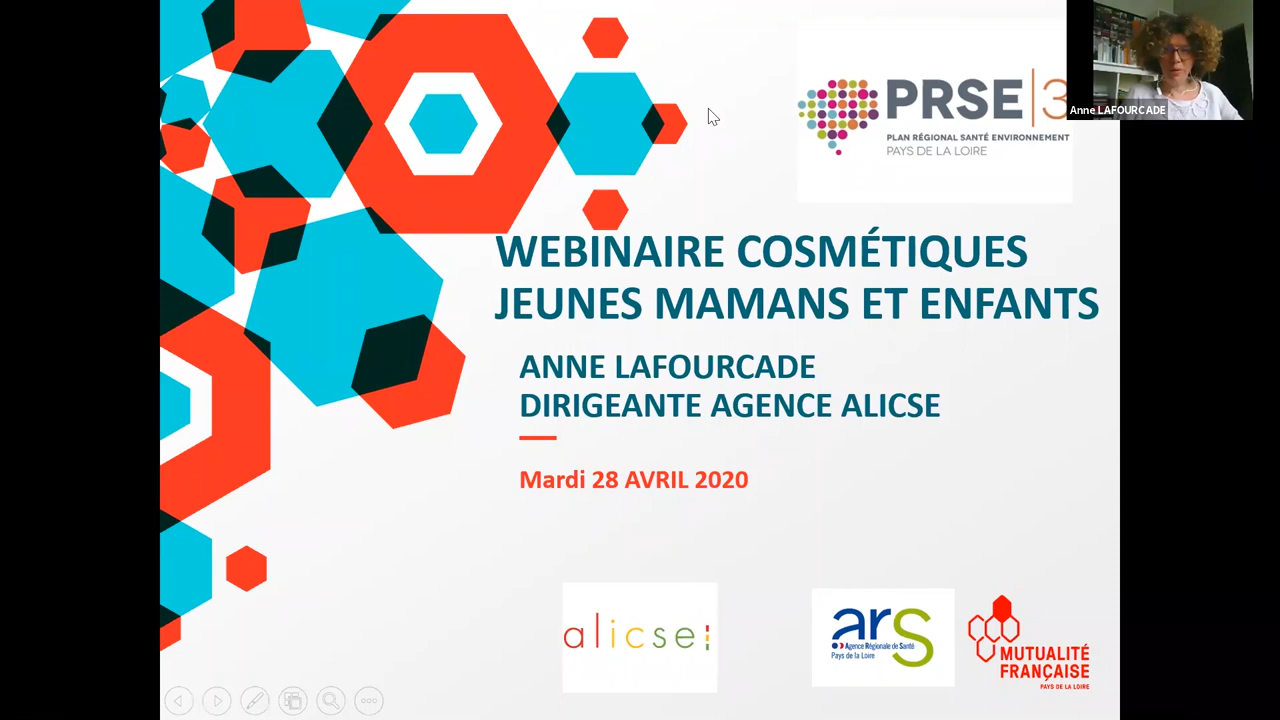 PRSE|3
PLAN RÉGIONAL SANTÉ ENVIRONNEMENT
PAYS DE LA LOIRE
Anne LAFOURCADE
WEBINAIRE COSMÉTIQUES
JEUNES MAMANS ET ENFANTS
ANNE LAFOURCADE
DIRIGEANTE AGENCE ALICSE
Mardi 28 AVRIL 2020
alicse
ars
Agence Régionale de Santé
Pays de la Loire
MUTUALITÉ
FRANÇAISE
PAYS DE LA LOIRE